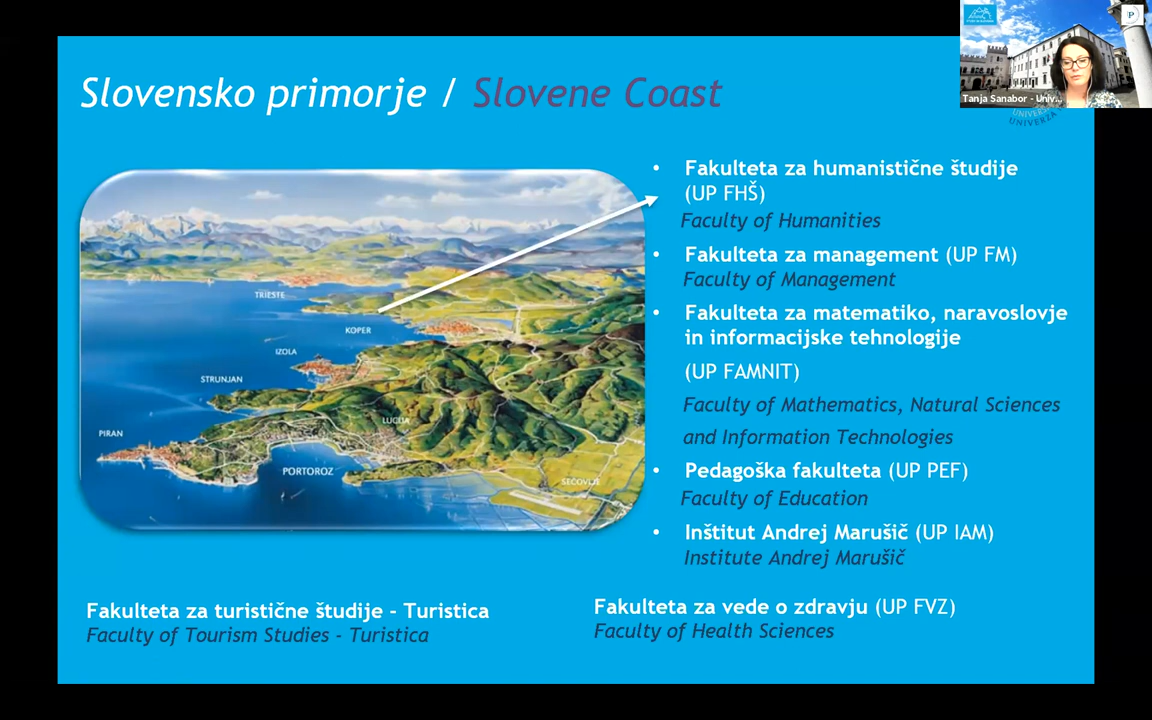 Slovensko primorje / Slovene Coast
Tanja Sanabor - Univ...
UNIVERZA
UNIVERZA
• Fakulteta za humanistične študije
(UP FHŠ)
Faculty of Humanities
• Fakulteta za management (UP FM)
Faculty of Management
• Fakulteta za matematiko, naravoslovje
in informacijske tehnologije
(UP FAMNIT)
Faculty of Mathematics, Natural Sciences
and Information Technologies
• Pedagoška fakulteta (UP PEF)
Faculty of Education
• Inštitut Andrej Marušič (UP IAM)
Institute Andrej Marušič
TRIESTE
KOPER
IZOLA
STRUNJAN
LUCIJA
PIRAN
PORTOROZ
SEČOVLJE
Fakulteta za turistične študije - Turistica
Faculty of Tourism Studies - Turistica
Fakulteta za vede o zdravju (UP FVZ)
Faculty of Health Sciences